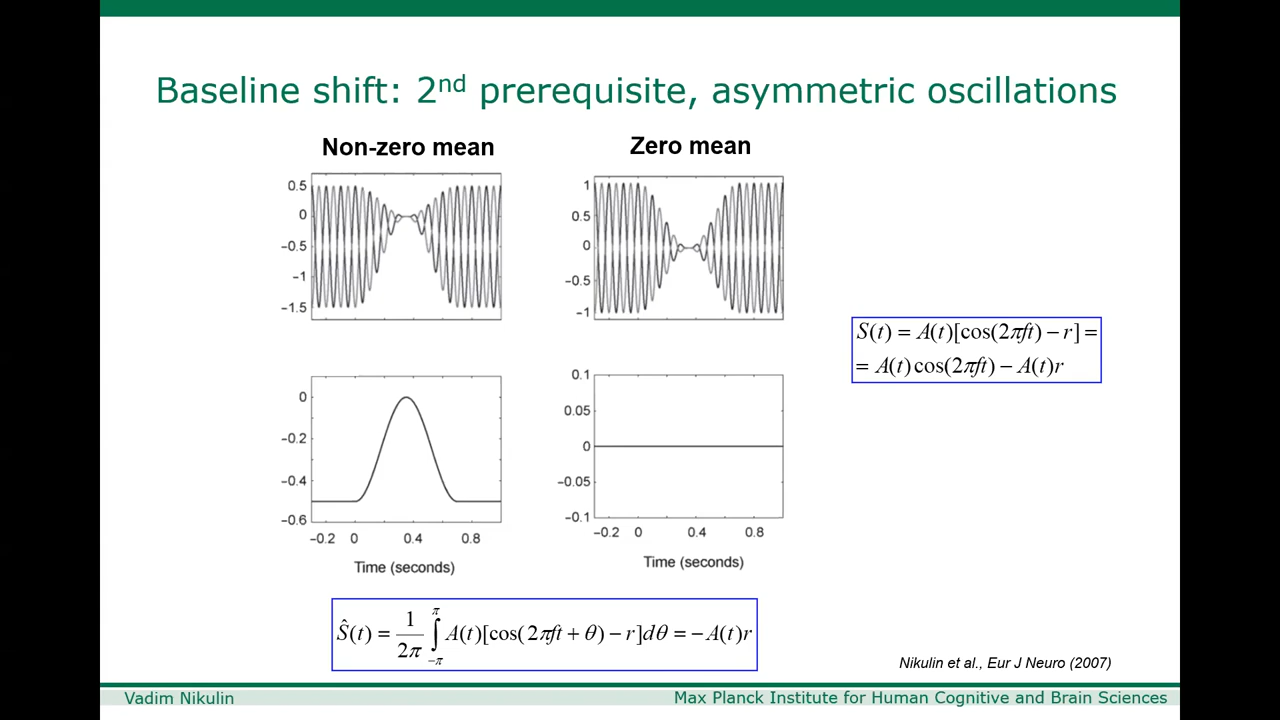 Baseline shift: 2nd prerequisite, asymmetric oscillations
Non-zero mean
0.5
0
−0.5
−1
−1.5
Zero mean
1
0.5
0
−0.5
−1
S(t) = A(t)[cos(2πft) − r] =
= A(t)cos(2πft) − A(t)r
0
−0.2
−0.4
−0.6
−0.2 0 0.4 0.8
Time (seconds)
0.1
0.05
0
−0.05
−0.1
−0.2 0 0.4 0.8
Time (seconds)
Ŝ(t) = 1/2π ∫_{−π}^{π} A(t)[cos(2πft + θ) − r]dθ = −A(t)r
Nikulin et al., Eur J Neuro (2007)
Vadim Nikulin
Max Planck Institute for Human Cognitive and Brain Sciences